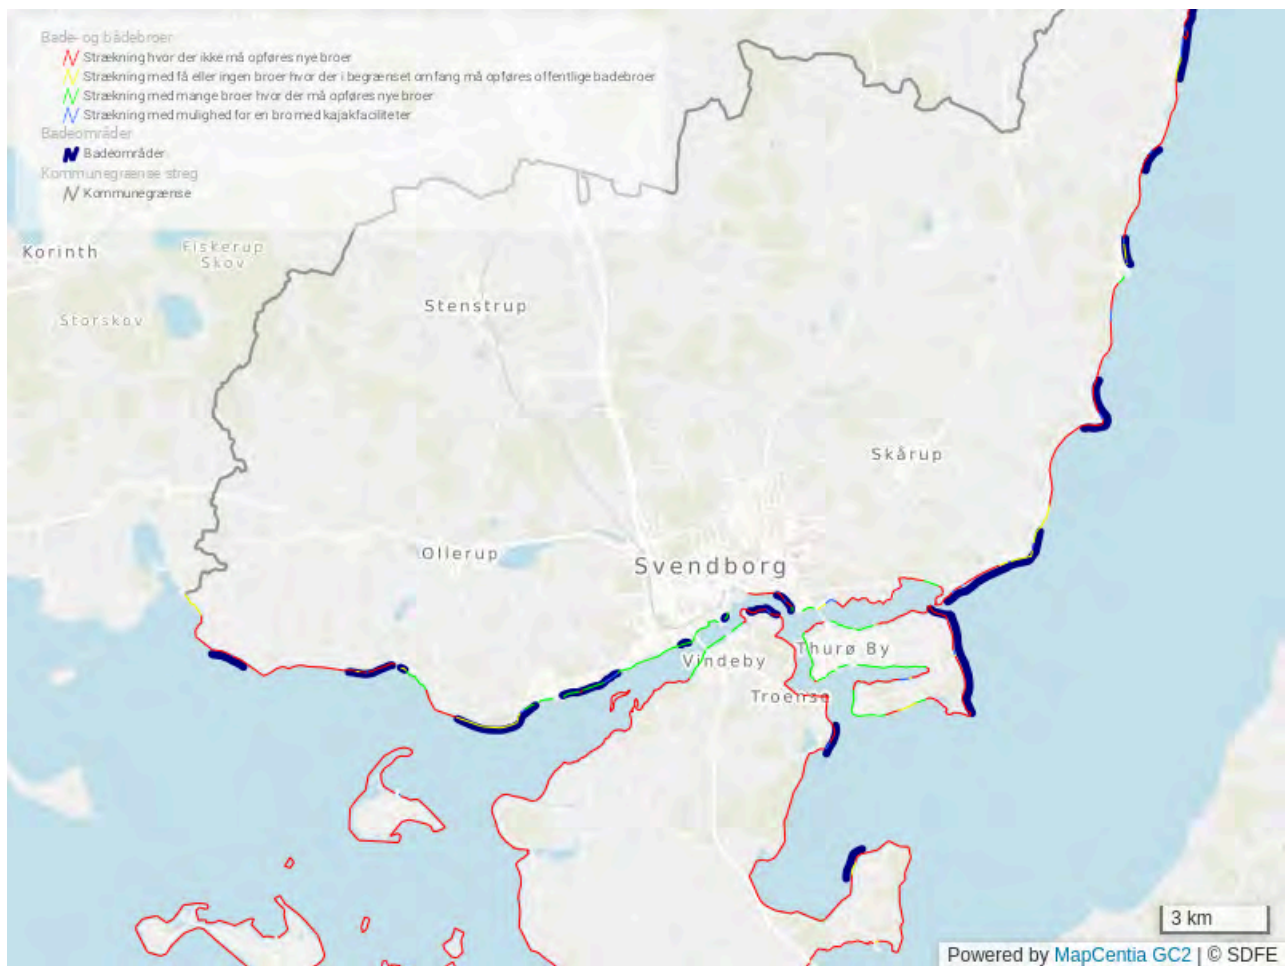 Bade- og bådebroer
Strækning hvor der ikke må opføres nye broer
Strækning med få eller ingen broer hvor der i begrænset omfang må opføres offentlige badebroer
Strækning med mange broer hvor der må opføres nye broer
Strækning med mulighed for en bro med kajakfaciliteter
Badeområder
Badeområder
Kommunegrænse streg
Kommunegrænse
Korinth
Fiskerup
Skov
Storskov
Stenstrup
Skårup
Ollerup
Svendborg
Vindeby
Thurø By
Troense
3 km
Powered by MapCentia GC2 | © SDFE